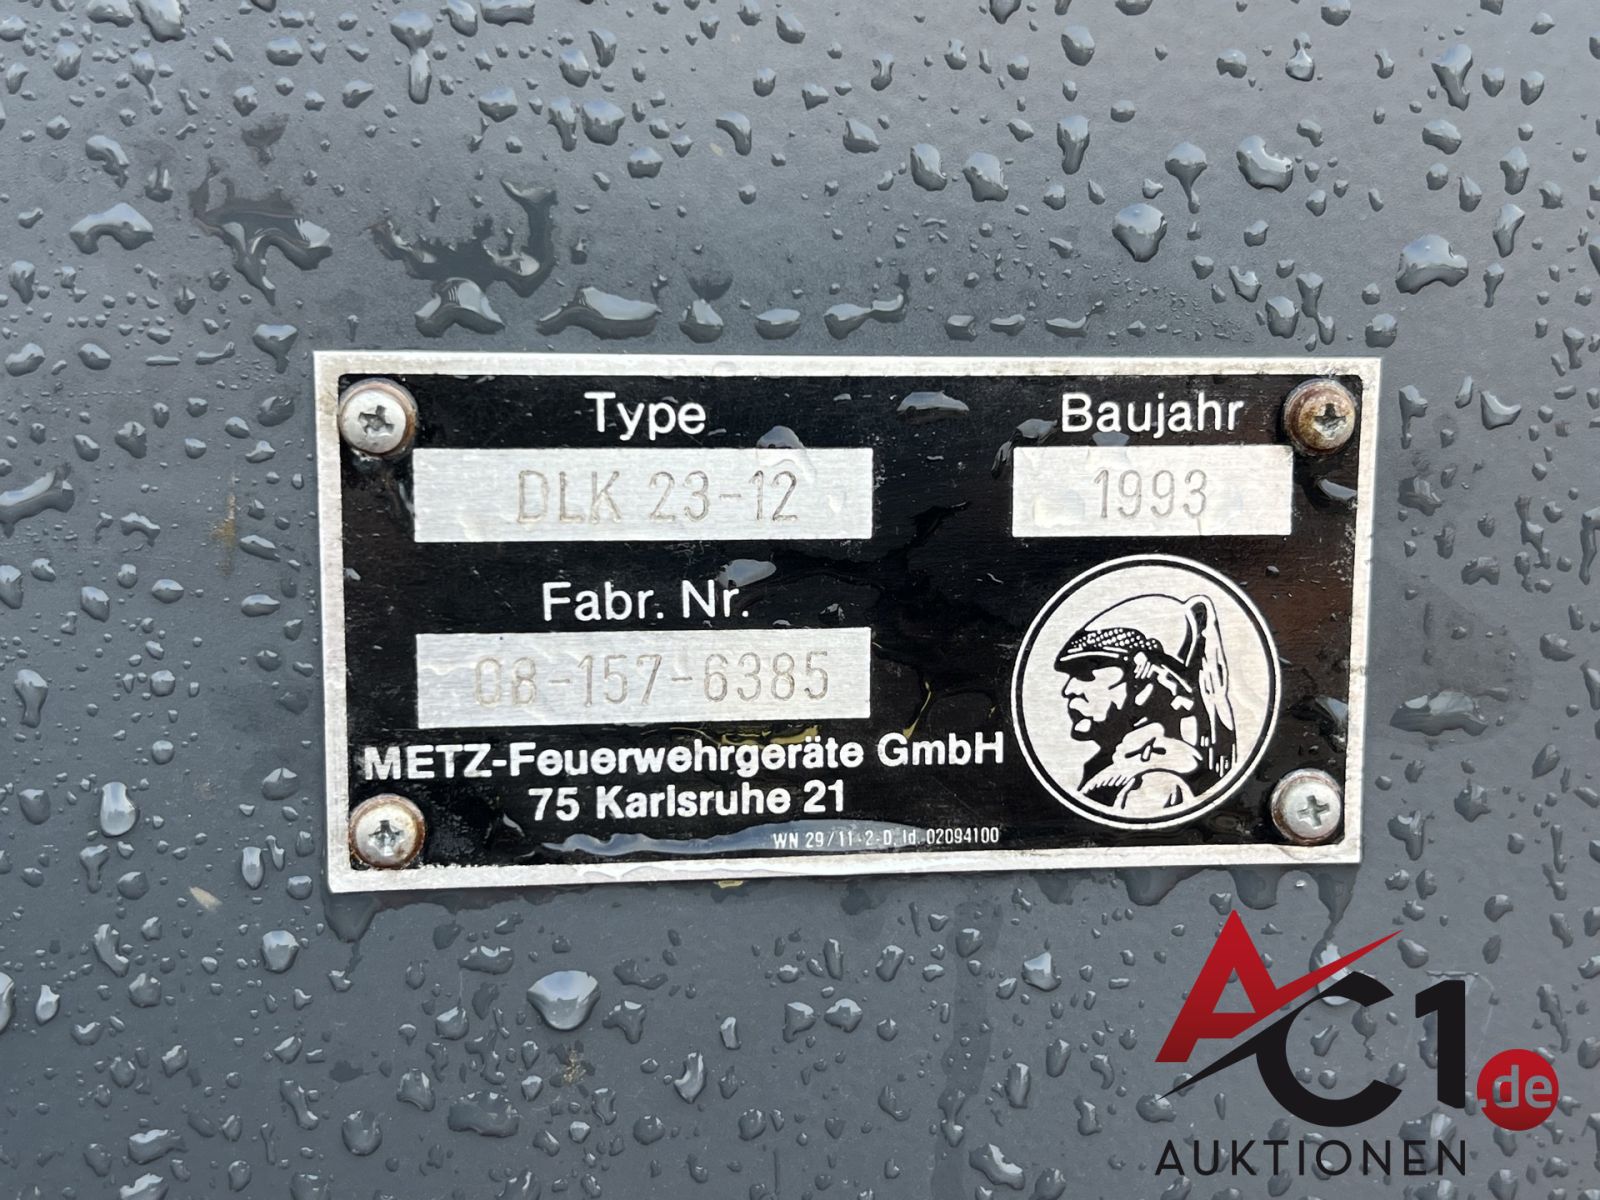 Type Baujahr
DLK 23-12 1993
Fabr. Nr.
08-157-6385
METZ-Feuerwehrgeräte GmbH
75 Karlsruhe 21
WN 29/11-2-D, Id. 02094100
AC1.de
AUKTIONEN